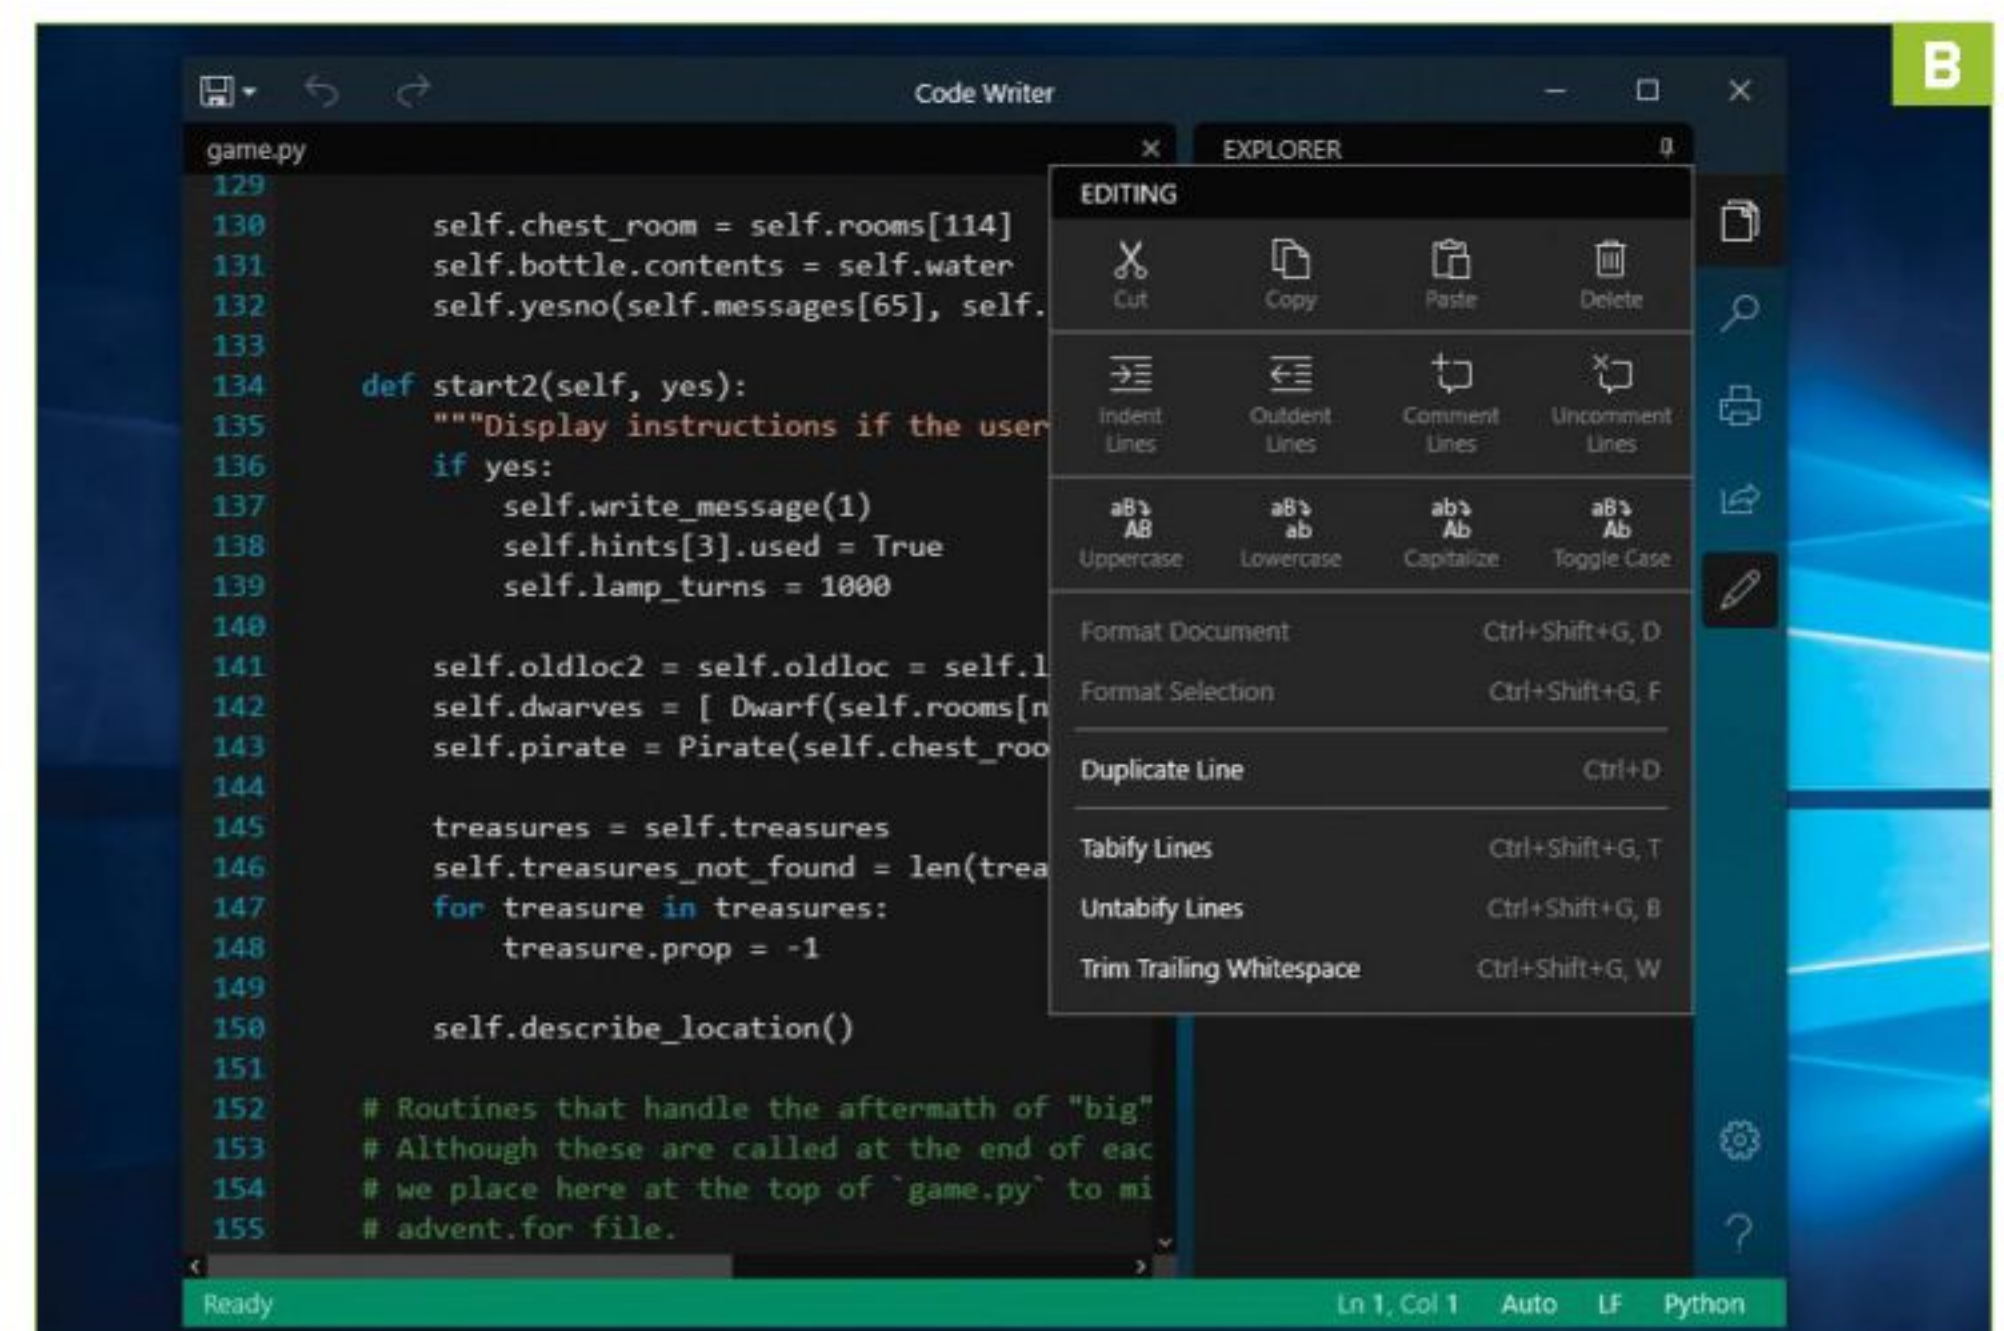 B
Code Writer
game.py
EXPLORER
129
130 self.chest_room = self.rooms[114]
131 self.bottle.contents = self.water
132 self.yesno(self.messages[65], self.
133
134 def start2(self, yes):
135 """Display instructions if the user
136 if yes:
137 self.write_message(1)
138 self.hints[3].used = True
139 self.lamp_turns = 1000
140
141 self.oldloc2 = self.oldloc = self.l
142 self.dwarves = [ Dwarf(self.rooms[n
143 self.pirate = Pirate(self.chest_roo
144
145 treasures = self.treasures
146 self.treasures_not_found = len(trea
147 for treasure in treasures:
148 treasure.prop = -1
149
150 self.describe_location()
151
152 # Routines that handle the aftermath of "big"
153 # Although these are called at the end of eac
154 # we place here at the top of `game.py` to mi
155 # advent.for file.
EDITING
Cut Copy Paste Delete
Indent Outdent Comment Uncomment
Lines Lines Lines Lines
aB aB ab aB
AB ab Ab Ab
Uppercase Lowercase Capitalize Toggle Case
Format Document Ctrl+Shift+G, D
Format Selection Ctrl+Shift+G, F
Duplicate Line Ctrl+D
Tabify Lines Ctrl+Shift+G, T
Untabify Lines Ctrl+Shift+G, B
Trim Trailing Whitespace Ctrl+Shift+G, W
Ready Ln 1, Col 1 Auto LF Python